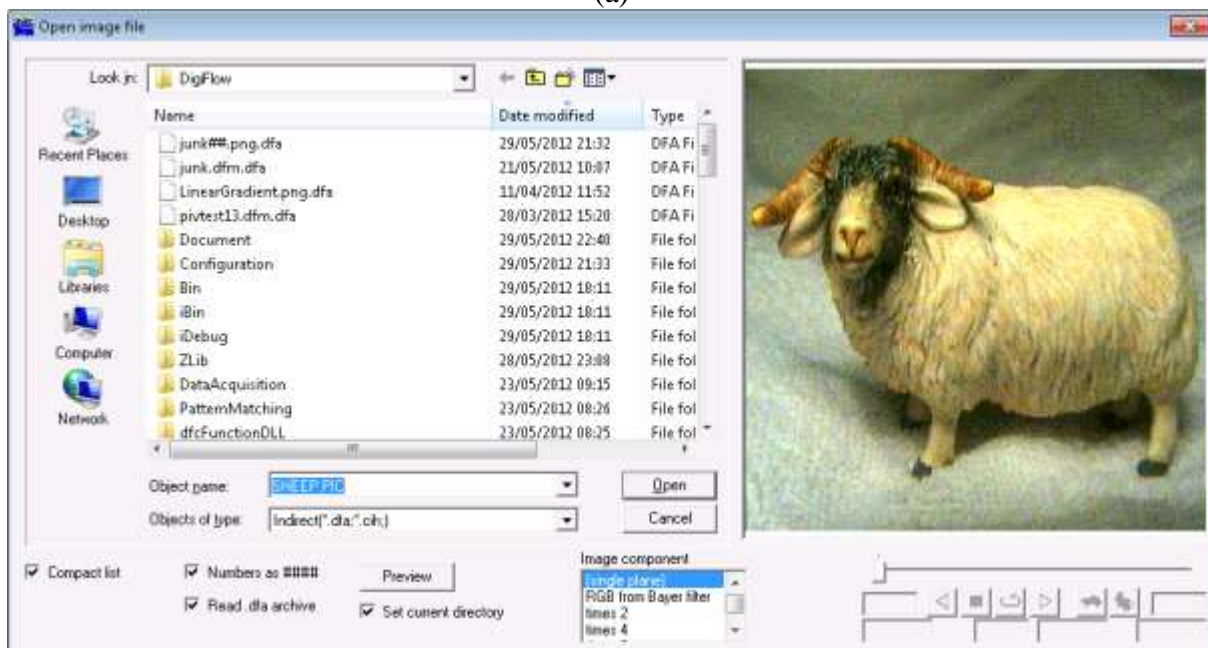 (a)
Open image file
Look in: DigiFlow
Name Date modified Type
junk##.png.dfa 29/05/2012 21:32 DFA Fi
junk.dfm.dfa 21/05/2012 10:07 DFA Fi
LinearGradient.png.dfa 11/04/2012 11:52 DFA Fi
pivtest13.dfm.dfa 28/03/2012 15:20 DFA Fi
Document 29/05/2012 22:40 File fol
Configuration 29/05/2012 21:33 File fol
Bin 29/05/2012 18:11 File fol
iBin 29/05/2012 18:11 File fol
iDebug 29/05/2012 18:11 File fol
ZLib 28/05/2012 23:08 File fol
DataAcquisition 23/05/2012 09:15 File fol
PatternMatching 23/05/2012 08:26 File fol
dfcFunctionDLL 23/05/2012 08:25 File fol
Recent Places
Desktop
Libraries
Computer
Network
Object name: SHEEP.PIC Open
Objects of type: Indirect(*.dfa;*.cih;) Cancel
Compact list
Numbers as ####
Read .dfa archive
Preview
Set current directory
Image component
(single plane)
RGB from Bayer filter
times 2
times 4